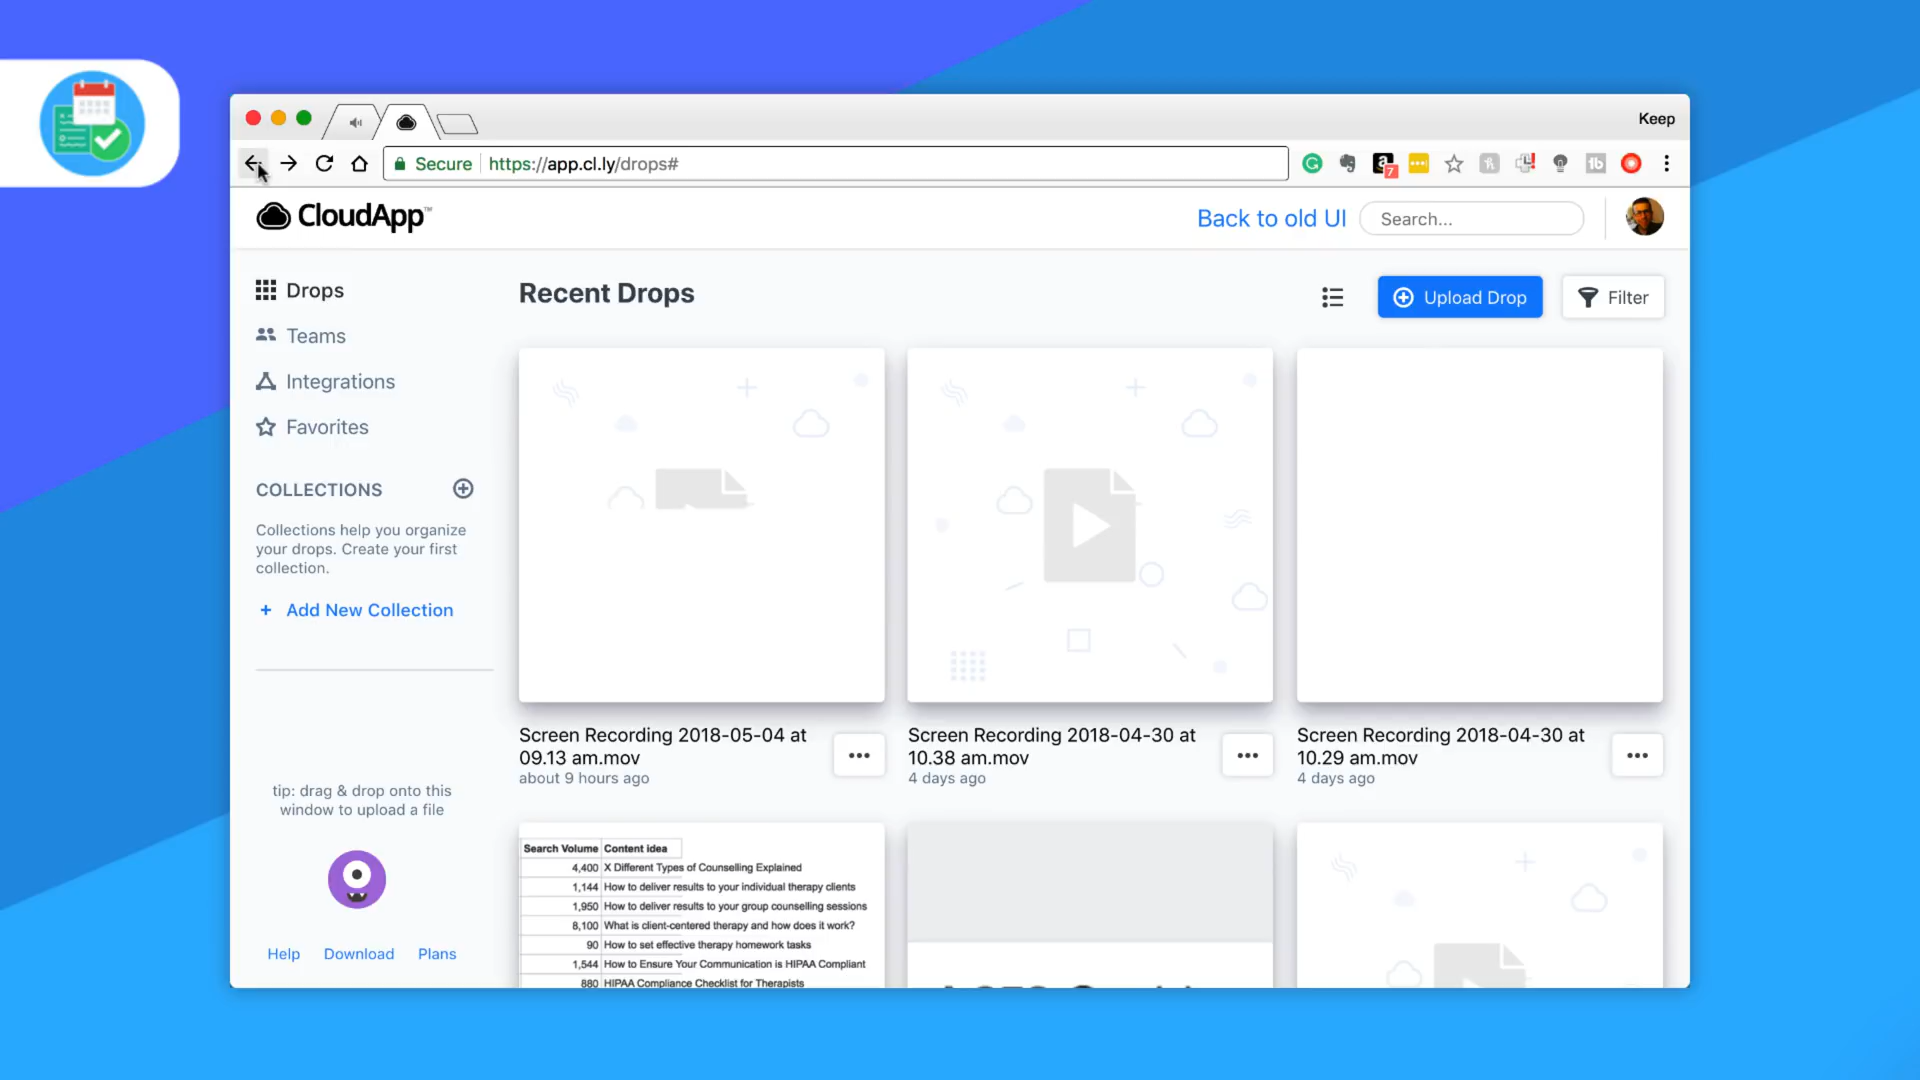 Keep
Secure https://app.cl.ly/drops#
7
CloudApp™
Back to old UI
Search...
Drops
Teams
Integrations
Favorites
COLLECTIONS
Collections help you organize
your drops. Create your first
collection.
+ Add New Collection
tip: drag & drop onto this
window to upload a file
Help Download Plans
Recent Drops
Upload Drop
Filter
Screen Recording 2018-05-04 at
09.13 am.mov
about 9 hours ago
Screen Recording 2018-04-30 at
10.38 am.mov
4 days ago
Screen Recording 2018-04-30 at
10.29 am.mov
4 days ago
Search Volume Content idea
4,400 X Different Types of Counselling Explained
1,144 How to deliver results to your individual therapy clients
1,950 How to deliver results to your group counselling sessions
8,100 What is client-centered therapy and how does it work?
90 How to set effective therapy homework tasks
1,544 How to Ensure Your Communication is HIPAA Compliant
880 HIPAA Compliance Checklist for Therapists